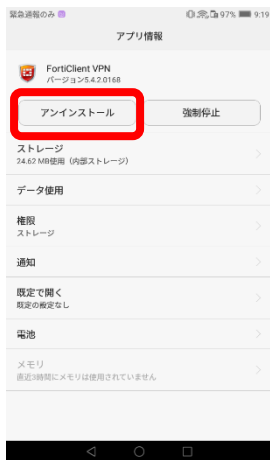 緊急通報のみ
97% 9:19
アプリ情報
FortiClient VPN
バージョン5.4.2.0168
アンインストール
強制停止
ストレージ
24.62 MB使用（内部ストレージ）
データ使用
権限
ストレージ
通知
既定で開く
既定の設定なし
電池
メモリ
直近3時間にメモリは使用されていません